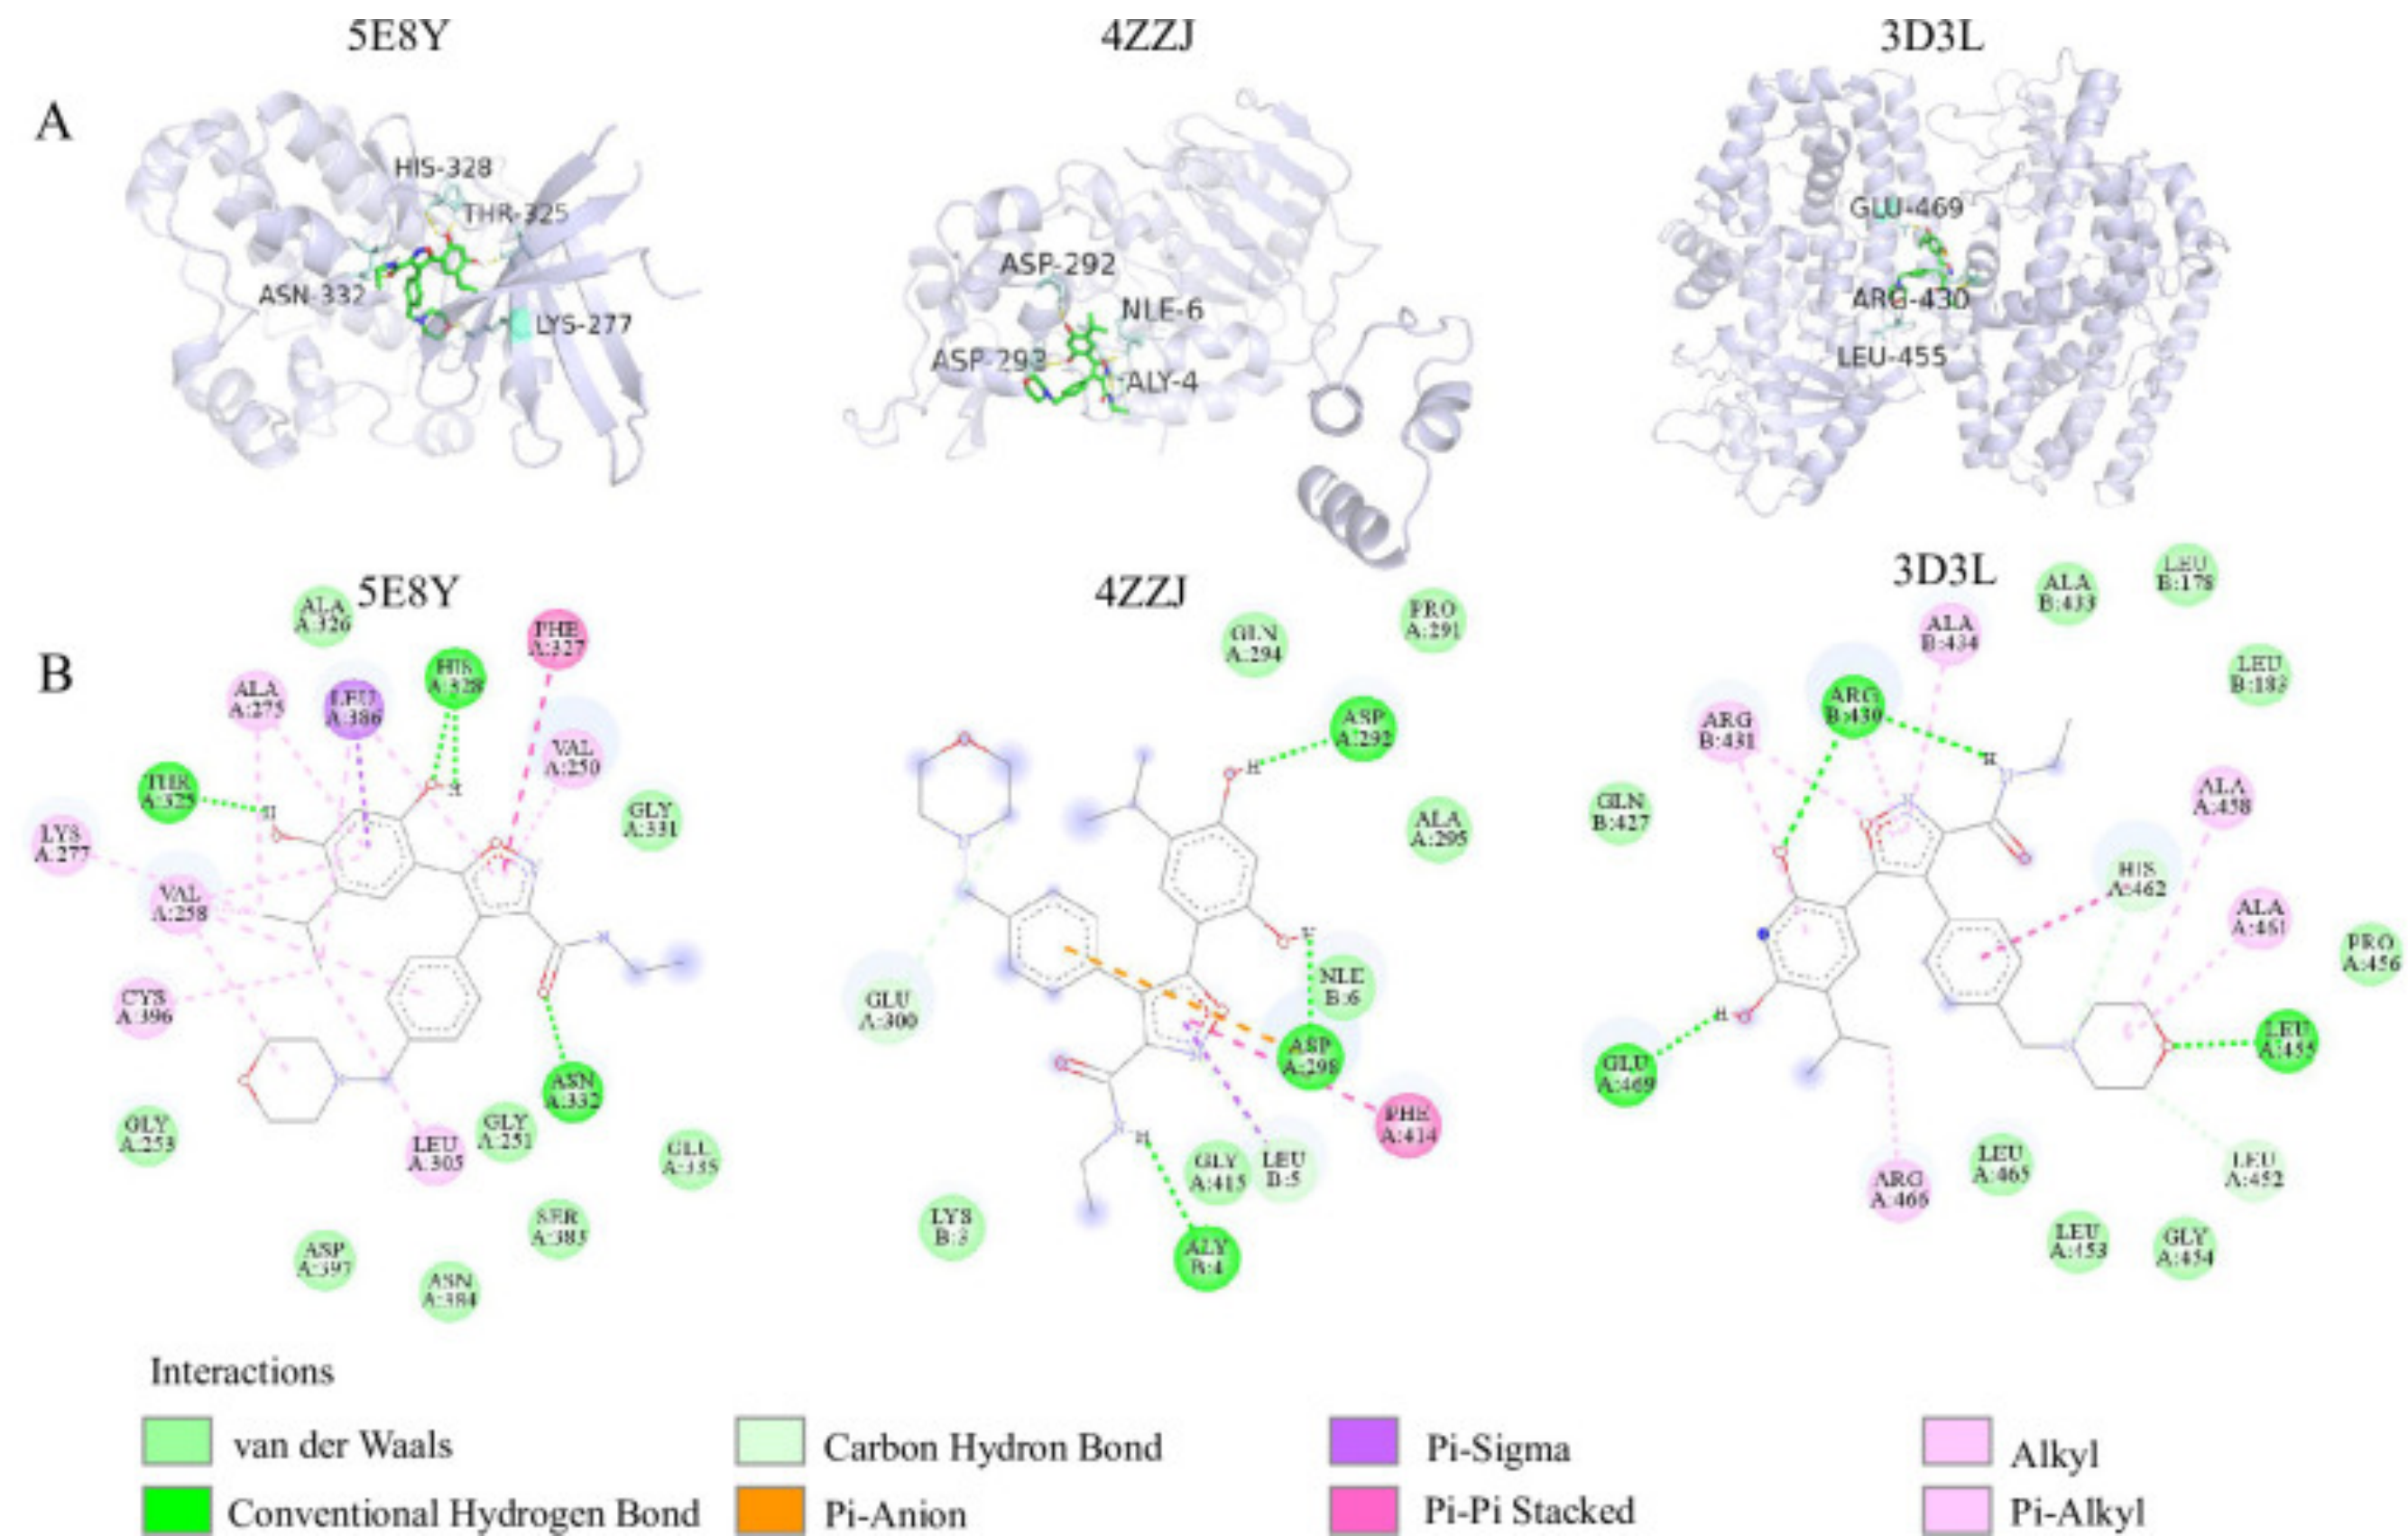 5E8Y
4ZZJ
3D3L
A
HIS-328
THR-325
ASN-332
LYS-277
ASP-292
NLE-6
ASP-293
ALY-4
GLU-469
ARG-430
LEU-455
5E8Y
4ZZJ
3D3L
B
ALA
A:326
PHE
A:327
HIS
A:328
ALA
A:275
LEU
A:386
VAL
A:250
THR
A:325
GLY
A:331
LYS
A:277
VAL
A:258
CYS
A:396
ASN
A:332
GLY
A:253
LEU
A:305
GLY
A:251
A:335
SER
A:383
ASP
A:397
ASN
A:384
H
H
O
O
O
N
N
O
N
O
GLN
A:294
PRO
A:291
ASP
A:292
ALA
A:295
GLU
A:300
NLE
B:6
ASP
A:298
PHE
A:414
GLY
A:415
LEU
B:5
LYS
B:3
ALY
B:4
O
N
O
H
O
H
O
N
O
N
H
ALA
B:433
LEU
B:178
ALA
B:434
LEU
B:183
ARG
B:430
ARG
B:431
ALA
A:458
GLN
B:427
HIS
A:462
ALA
A:461
PRO
A:456
LEU
A:455
GLU
A:469
ARG
A:466
LEU
A:465
LEU
A:452
LEU
A:453
GLY
A:454
H
N
N
O
O
O
H
O
N
O
Interactions
van der Waals
Carbon Hydron Bond
Pi-Sigma
Alkyl
Conventional Hydrogen Bond
Pi-Anion
Pi-Pi Stacked
Pi-Alkyl